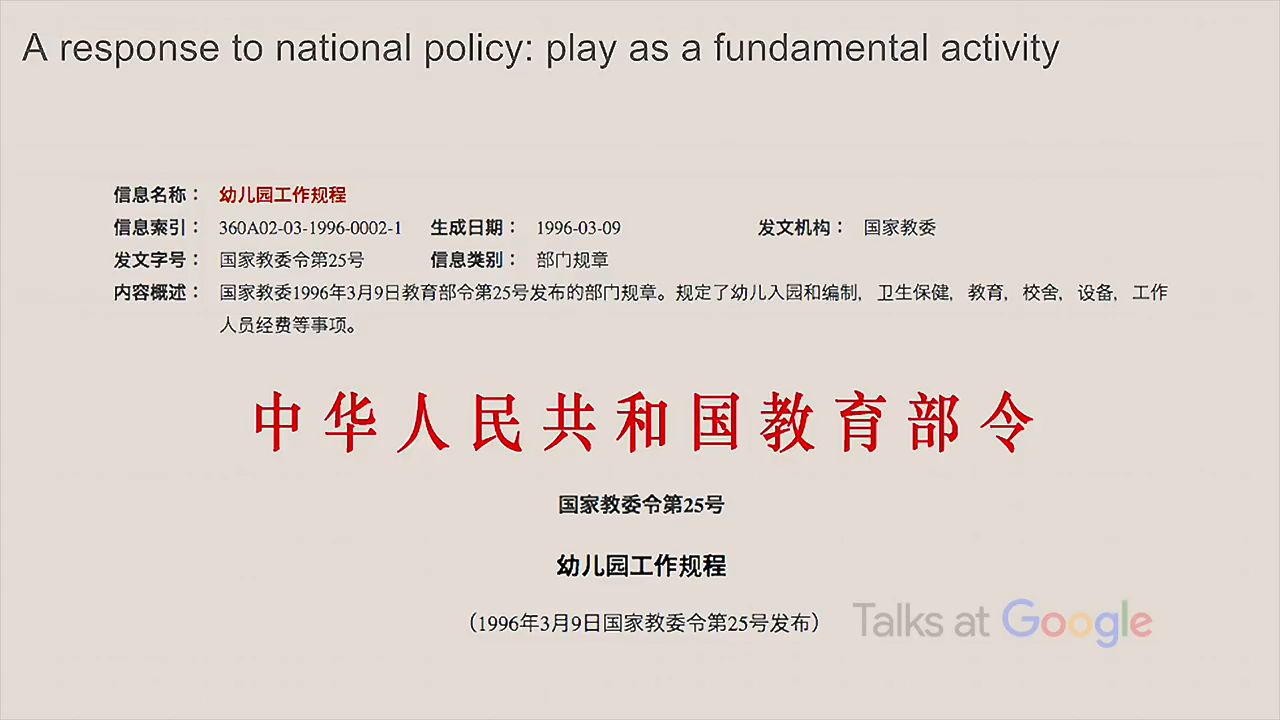 A response to national policy: play as a fundamental activity
信息名称： 幼儿园工作规程
信息索引： 360A02-03-1996-0002-1 生成日期： 1996-03-09 发文机构： 国家教委
发文字号： 国家教委令第25号 信息类别： 部门规章
内容概述： 国家教委1996年3月9日教育部令第25号发布的部门规章。规定了幼儿入园和编制, 卫生保健, 教育, 校舍, 设备, 工作
人员经费等事项。
中华人民共和国教育部令
国家教委令第25号
幼儿园工作规程
（1996年3月9日国家教委令第25号发布）
Talks at Google